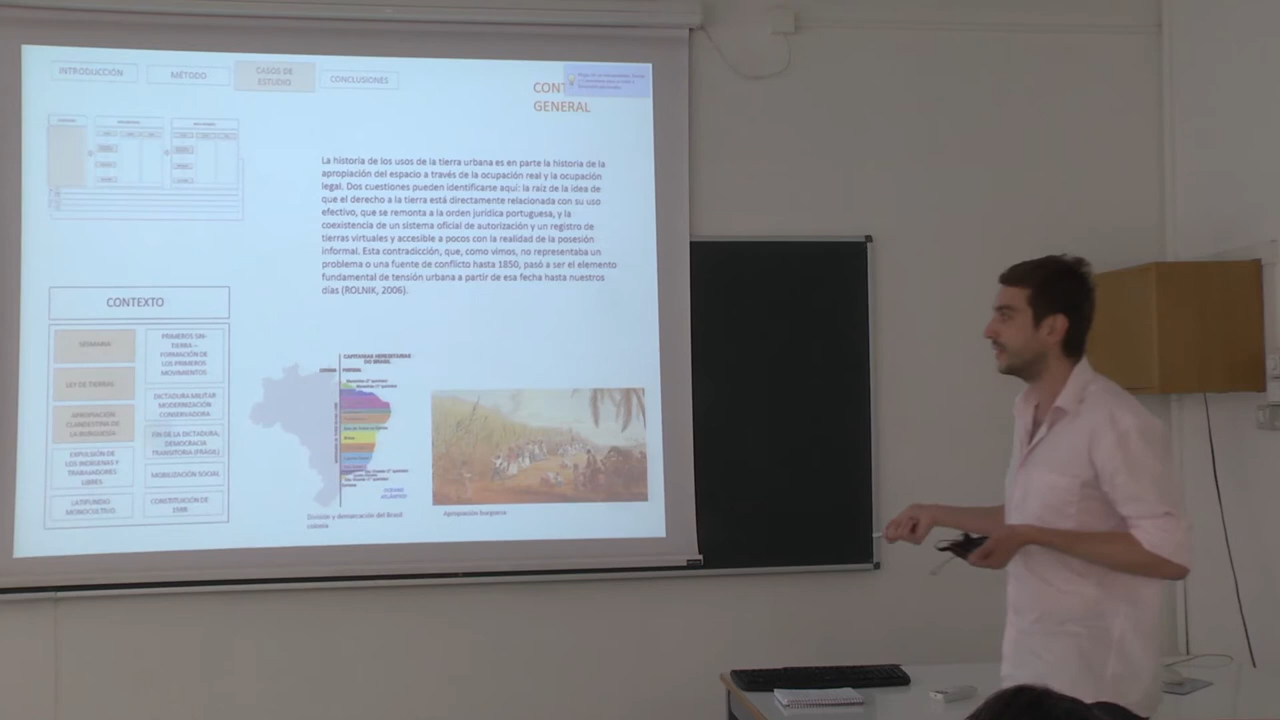 INTRODUCCIÓN
MÉTODO
CASOS DE
ESTUDIO
CONCLUSIONES
GENERAL
La historia de los usos de la tierra urbana es en parte la historia de la
apropiación del espacio a través de la ocupación real y la ocupación
legal. Dos cuestiones pueden identificarse aquí: la raíz de la idea de
que el derecho a la tierra está directamente relacionada con su uso
efectivo, que se remonta a la orden jurídica portuguesa, y la
coexistencia de un sistema oficial de autorización y un registro de
tierras virtuales y accesible a pocos con la realidad de la posesión
informal. Esta contradicción, que, como vimos, no representaba un
problema o una fuente de conflicto hasta 1850, pasó a ser el elemento
fundamental de tensión urbana a partir de esa fecha hasta nuestros
días (ROLNIK, 2006).
CONTEXTO
SESMARIA
LEY DE TIERRAS
APROPIACIÓN
CLANDESTINA DE
LA BURGUESIA
EXPULSIÓN DE
LOS INDÍGENAS Y
TRABAJADORES
LIBRES
LATIFUNDIO
MONOCULTIVO
PRIMEROS SIN-
TIERRA –
FORMACIÓN DE
LOS PRIMEROS
MOVIMIENTOS
DICTADURA MILITAR
MODERNIZACIÓN
CONSERVADORA
FIN DE LA DICTADURA,
DEMOCRACIA
TRANSITORIA (FRÁGIL)
MOBILIZACIÓN SOCIAL
CONSTITUCIÓN DE
1988
CAPITANIAS HEREDITARIAS
DO BRASIL
OCEANO
ATLÁNTICO
División y demarcación del Brasil
colonia
Apropiación burguesa